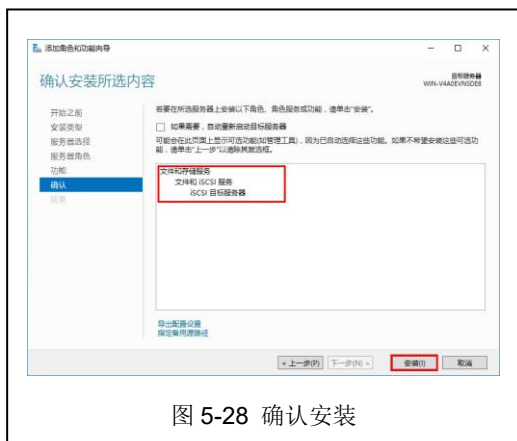 添加角色和功能向导
确认安装所选内容
目标服务器
WIN-V4A0EVNSDE8
开始之前
安装类型
服务器选择
服务器角色
功能
确认
结果
若要在所选服务器上安装以下角色、角色服务或功能，请单击"安装"。
如果需要，自动重新启动目标服务器
可能会在此页面上显示可选功能(如管理工具)，因为已自动选择这些功能。如果不希望安装这些可选功
能，请单击"上一步"以清除其复选框。
文件和存储服务
文件和 iSCSI 服务
iSCSI 目标服务器
导出配置设置
指定备用源路径
< 上一步(P)
下一步(N) >
安装(I)
取消
图 5-28 确认安装